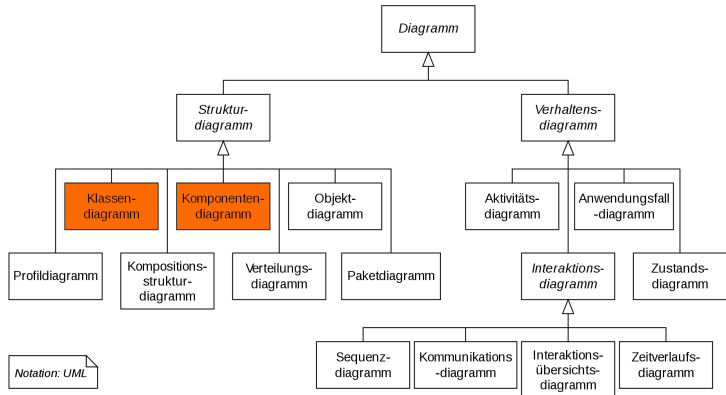 Diagramm
Struktur-
diagramm
Verhaltens-
diagramm
Klassen-
diagramm
Komponenten-
diagramm
Objekt-
diagramm
Aktivitäts-
diagramm
Anwendungsfall
-diagramm
Profildiagramm
Kompositions-
struktur-
diagramm
Verteilungs-
diagramm
Paketdiagramm
Interaktions-
diagramm
Zustands-
diagramm
Sequenz-
diagramm
Kommunikations
-diagramm
Interaktions-
übersichts-
diagramm
Zeitverlaufs-
diagramm
Notation: UML